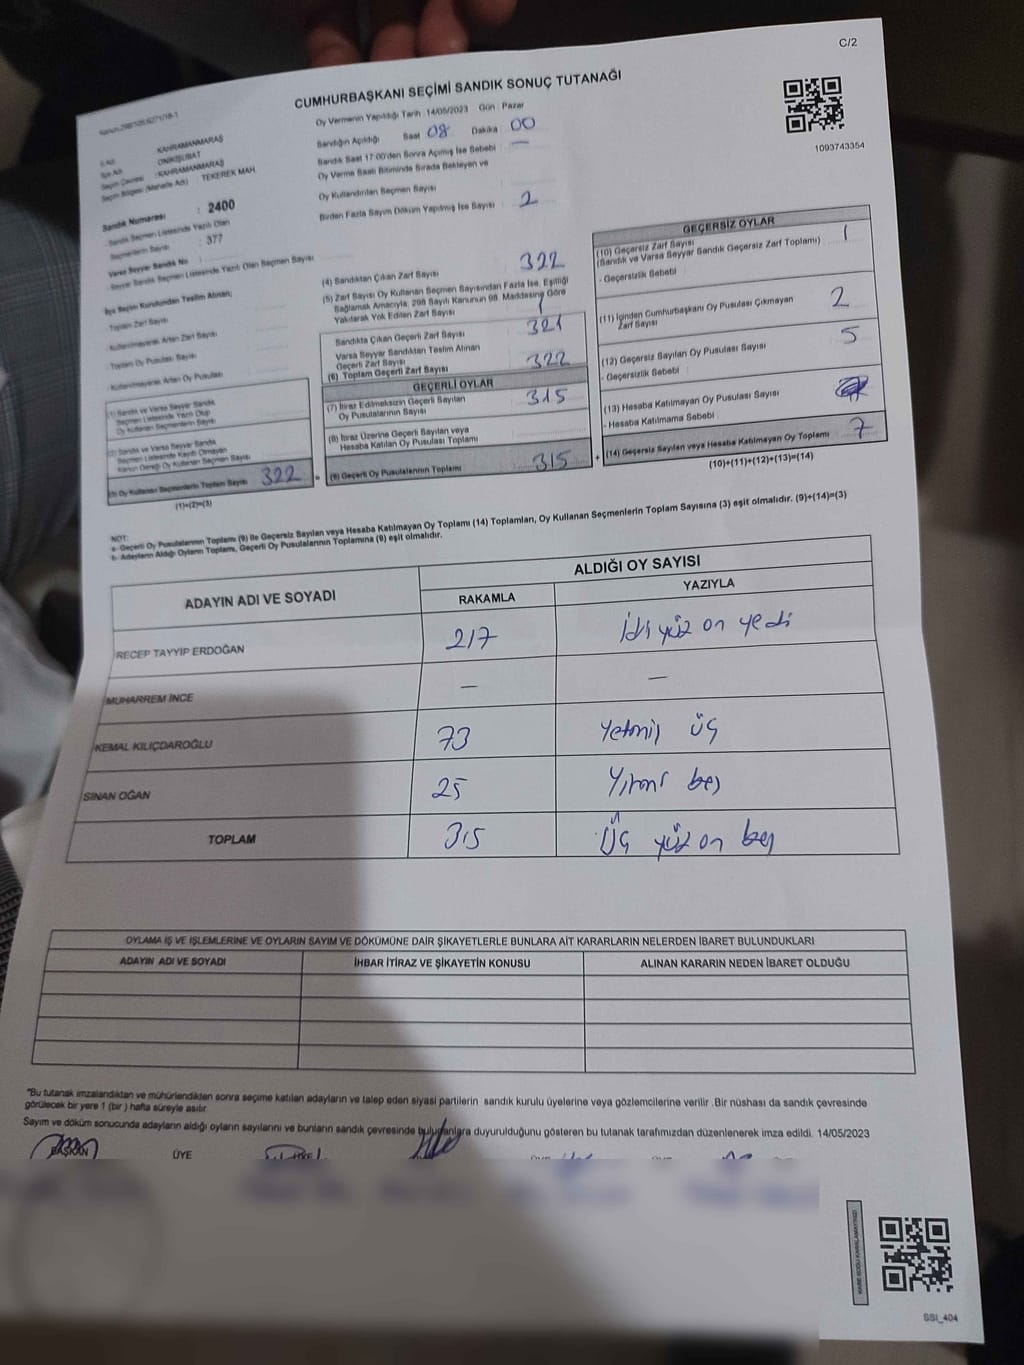 C/2
CUMHURBAŞKANI SEÇİMİ SANDIK SONUÇ TUTANAĞI
1093743354
İlçe Adı
KAHRAMANMARAŞ
ONİKİŞUBAT
Seçim Çevresi : KAHRAMANMARAŞ
Seçim Bölgesi (Mahalle Adı) TEKEREK MAH.
Sandık Numarası : 2400
Sandık Seçmen Listesinde Yazılı Olan
Seçmenlerin Sayısı : 377
Varsa Seyyar Sandık No
Seyyar Sandık Seçmen Listesinde Yazılı Olan Seçmen Sayısı
İlçe Seçim Kurulundan Teslim Alınan;
- Toplam Zarf Sayısı
- Kullanılmayarak Artan Zarf Sayısı
- Toplam Oy Pusulası Sayısı
- Kullanılmayarak Artan Oy Pusulası
(1) Sandık ve Varsa Seyyar Sandık
Seçmen Listesinde Yazılı Olup
Oy Kullanan Seçmenlerin Sayısı
(2) Sandık ve Varsa Seyyar Sandık
Seçmen Listesinde Kayıtlı Olmayan
Kanun Gereği Oy Kullanan Seçmen Sayısı
(3) Oy Kullanan Seçmenlerin Toplam Sayısı 322
(1)+(2)=(3)
Oy Vermenin Yapıldığı Tarih : 14/05/2023 Gün : Pazar
Sandığın Açıldığı Saat 08 Dakika : 00
Sandık Saat 17:00'den Sonra Açılmış İse Sebebi : —
Oy Verme Saati Bitiminde Sırada Bekleyen ve
Oy Kullandırılan Seçmen Sayısı
Birden Fazla Sayım Döküm Yapılmış İse Sayısı : 2
(4) Sandıktan Çıkan Zarf Sayısı 322
(5) Zarf Sayısı Oy Kullanan Seçmen Sayısından Fazla İse, Eşitliği
Sağlamak Amacıyla, 298 Sayılı Kanunun 98. Maddesine Göre
Yakılarak Yok Edilen Zarf Sayısı
Sandıkta Çıkan Geçerli Zarf Sayısı 321
Varsa Seyyar Sandıktan Teslim Alınan
Geçerli Zarf Sayısı
(6) Toplam Geçerli Zarf Sayısı 322
GEÇERLİ OYLAR
(7) İtiraz Edilmeksizin Geçerli Sayılan
Oy Pusulalarının Sayısı 315
(8) İtiraz Üzerine Geçerli Sayılan veya
Hesaba Katılan Oy Pusulası Toplamı
(9) Geçerli Oy Pusulalarının Toplamı 315
GEÇERSİZ OYLAR
(10) Geçersiz Zarf Sayısı 1
(Sandık ve Varsa Seyyar Sandık Geçersiz Zarf Toplamı)
- Geçersizlik Sebebi
(11) İçinden Cumhurbaşkanı Oy Pusulası Çıkmayan
Zarf Sayısı 2
(12) Geçersiz Sayılan Oy Pusulası Sayısı 5
- Geçersizlik Sebebi
(13) Hesaba Katılmayan Oy Pusulası Sayısı
- Hesaba Katılmama Sebebi
(14) Geçersiz Sayılan veya Hesaba Katılmayan Oy Toplamı 7
(10)+(11)+(12)+(13)=(14)
NOT:
a- Geçerli Oy Pusulalarının Toplamı (9) ile Geçersiz Sayılan veya Hesaba Katılmayan Oy Toplamı (14) Toplamları, Oy Kullanan Seçmenlerin Toplam Sayısına (3) eşit olmalıdır. (9)+(14)=(3)
b- Adayların Aldığı Oyların Toplamı, Geçerli Oy Pusulalarının Toplamına (9) eşit olmalıdır.
ADAYIN ADI VE SOYADI
ALDIĞI OY SAYISI
RAKAMLA YAZIYLA
RECEP TAYYİP ERDOĞAN 217 İki yüz on yedi
MUHARREM İNCE — —
KEMAL KILIÇDAROĞLU 73 Yetmiş üç
SİNAN OĞAN 25 Yirmi beş
TOPLAM 315 Üç yüz on beş
OYLAMA İŞ VE İŞLEMLERİNE VE OYLARIN SAYIM VE DÖKÜMÜNE DAİR ŞİKAYETLERLE BUNLARA AİT KARARLARIN NELERDEN İBARET BULUNDUKLARI
ADAYIN ADI VE SOYADI İHBAR İTİRAZ VE ŞİKAYETİN KONUSU ALINAN KARARIN NEDEN İBARET OLDUĞU
*Bu tutanak imzalandıktan ve mühürlendikten sonra seçime katılan adayların ve talep eden siyasi partilerin sandık kurulu üyelerine veya gözlemcilerine verilir .Bir nüshası da sandık çevresinde
görülecek bir yere 1 (bir ) hafta süreyle asılır.
Sayım ve döküm sonucunda adayların aldığı oyların sayılarını ve bunların sandık çevresinde bulunanlara duyurulduğunu gösteren bu tutanak tarafımızdan düzenlenerek imza edildi. 14/05/2023
BAŞKAN ÜYE
SSI_404